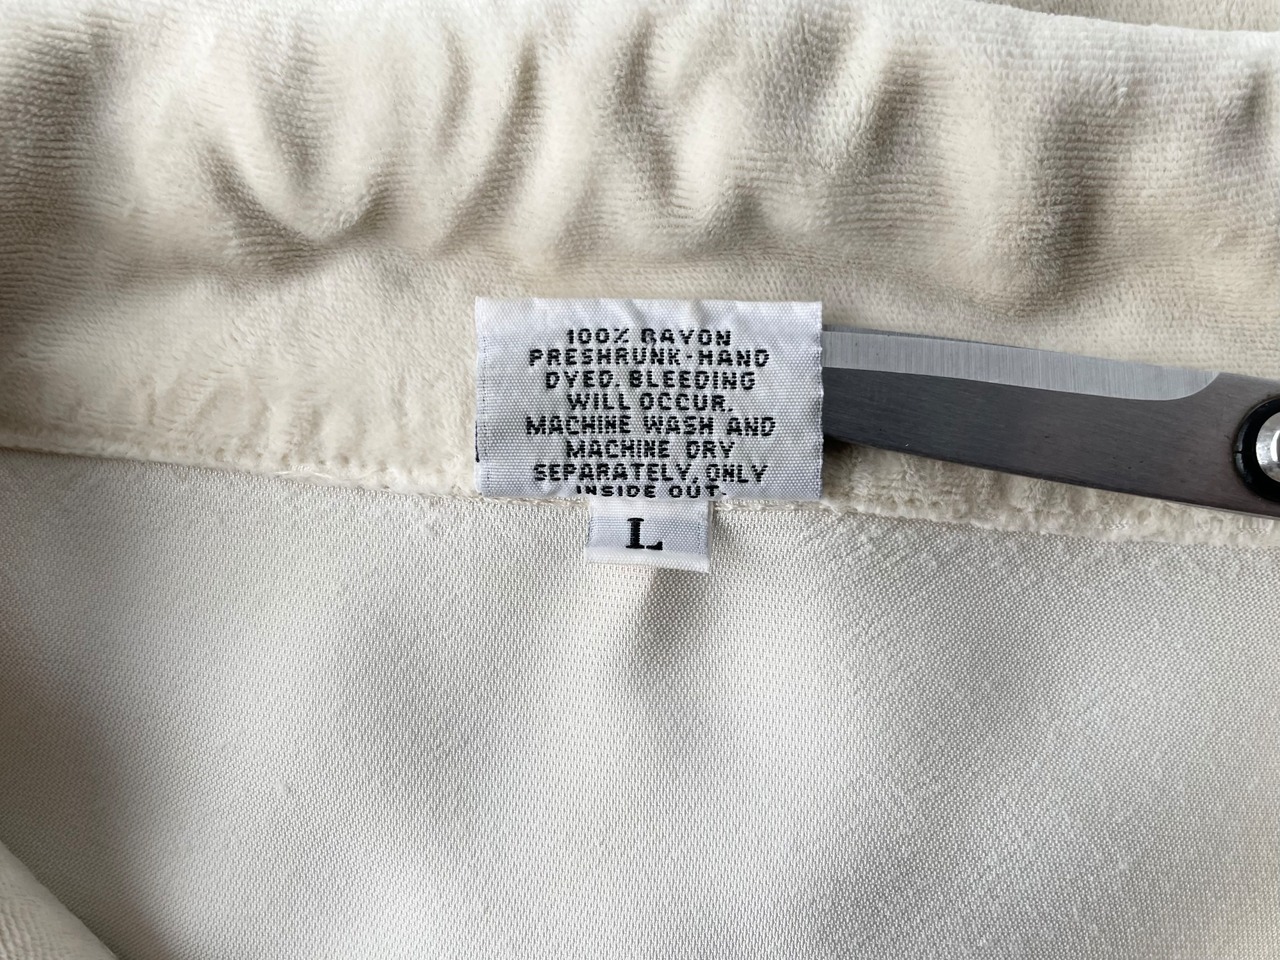 100% RAYON
PRESHRUNK-HAND
DYED. BLEEDING
WILL OCCUR.
MACHINE WASH AND
MACHINE DRY
SEPARATELY, ONLY
INSIDE OUT.
L